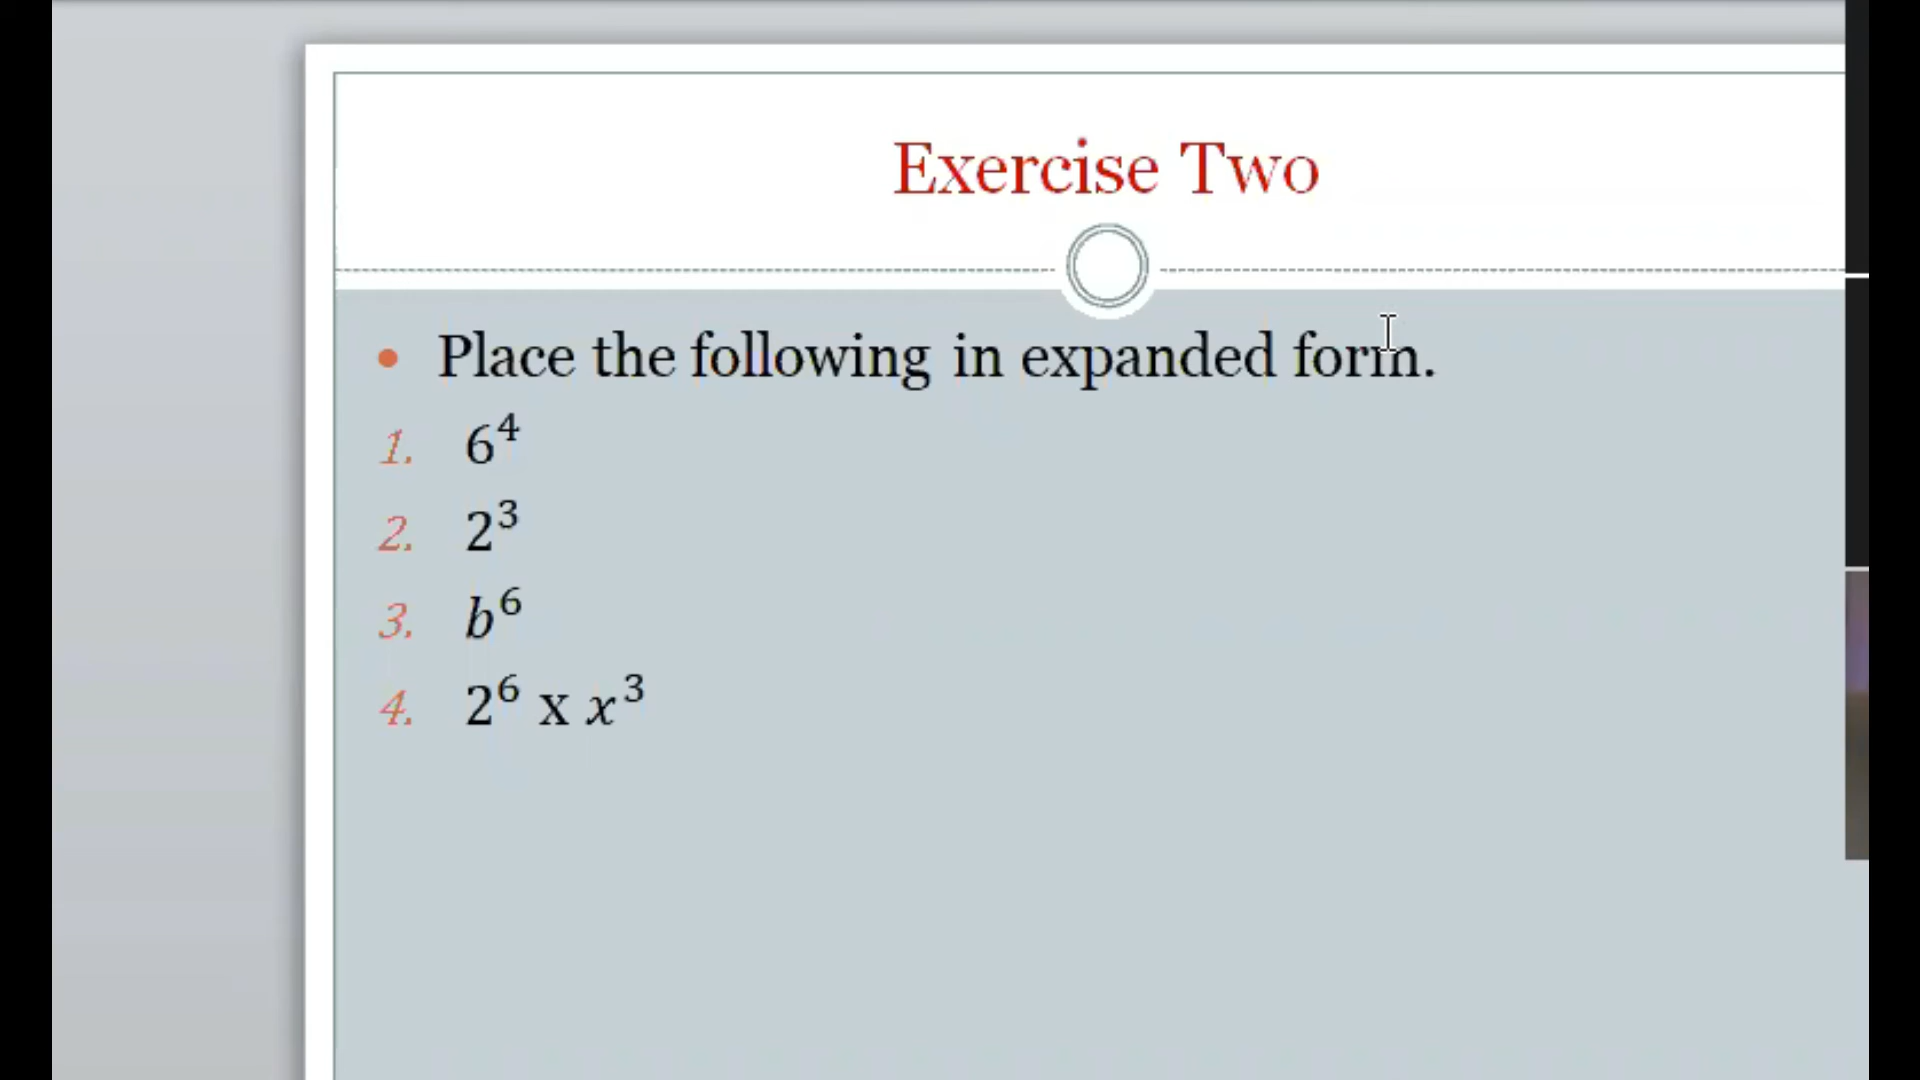 Exercise Two
• Place the following in expanded form.
1. 6⁴
2. 2³
3. b⁶
4. 2⁶ x x³